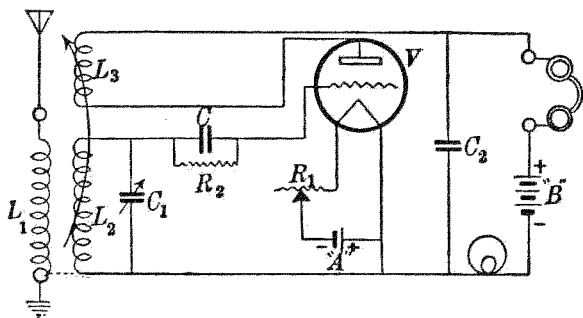 V
L3
C
C2
+
"B"
-
R2
R1
L1
L2
C1
- +
"A"